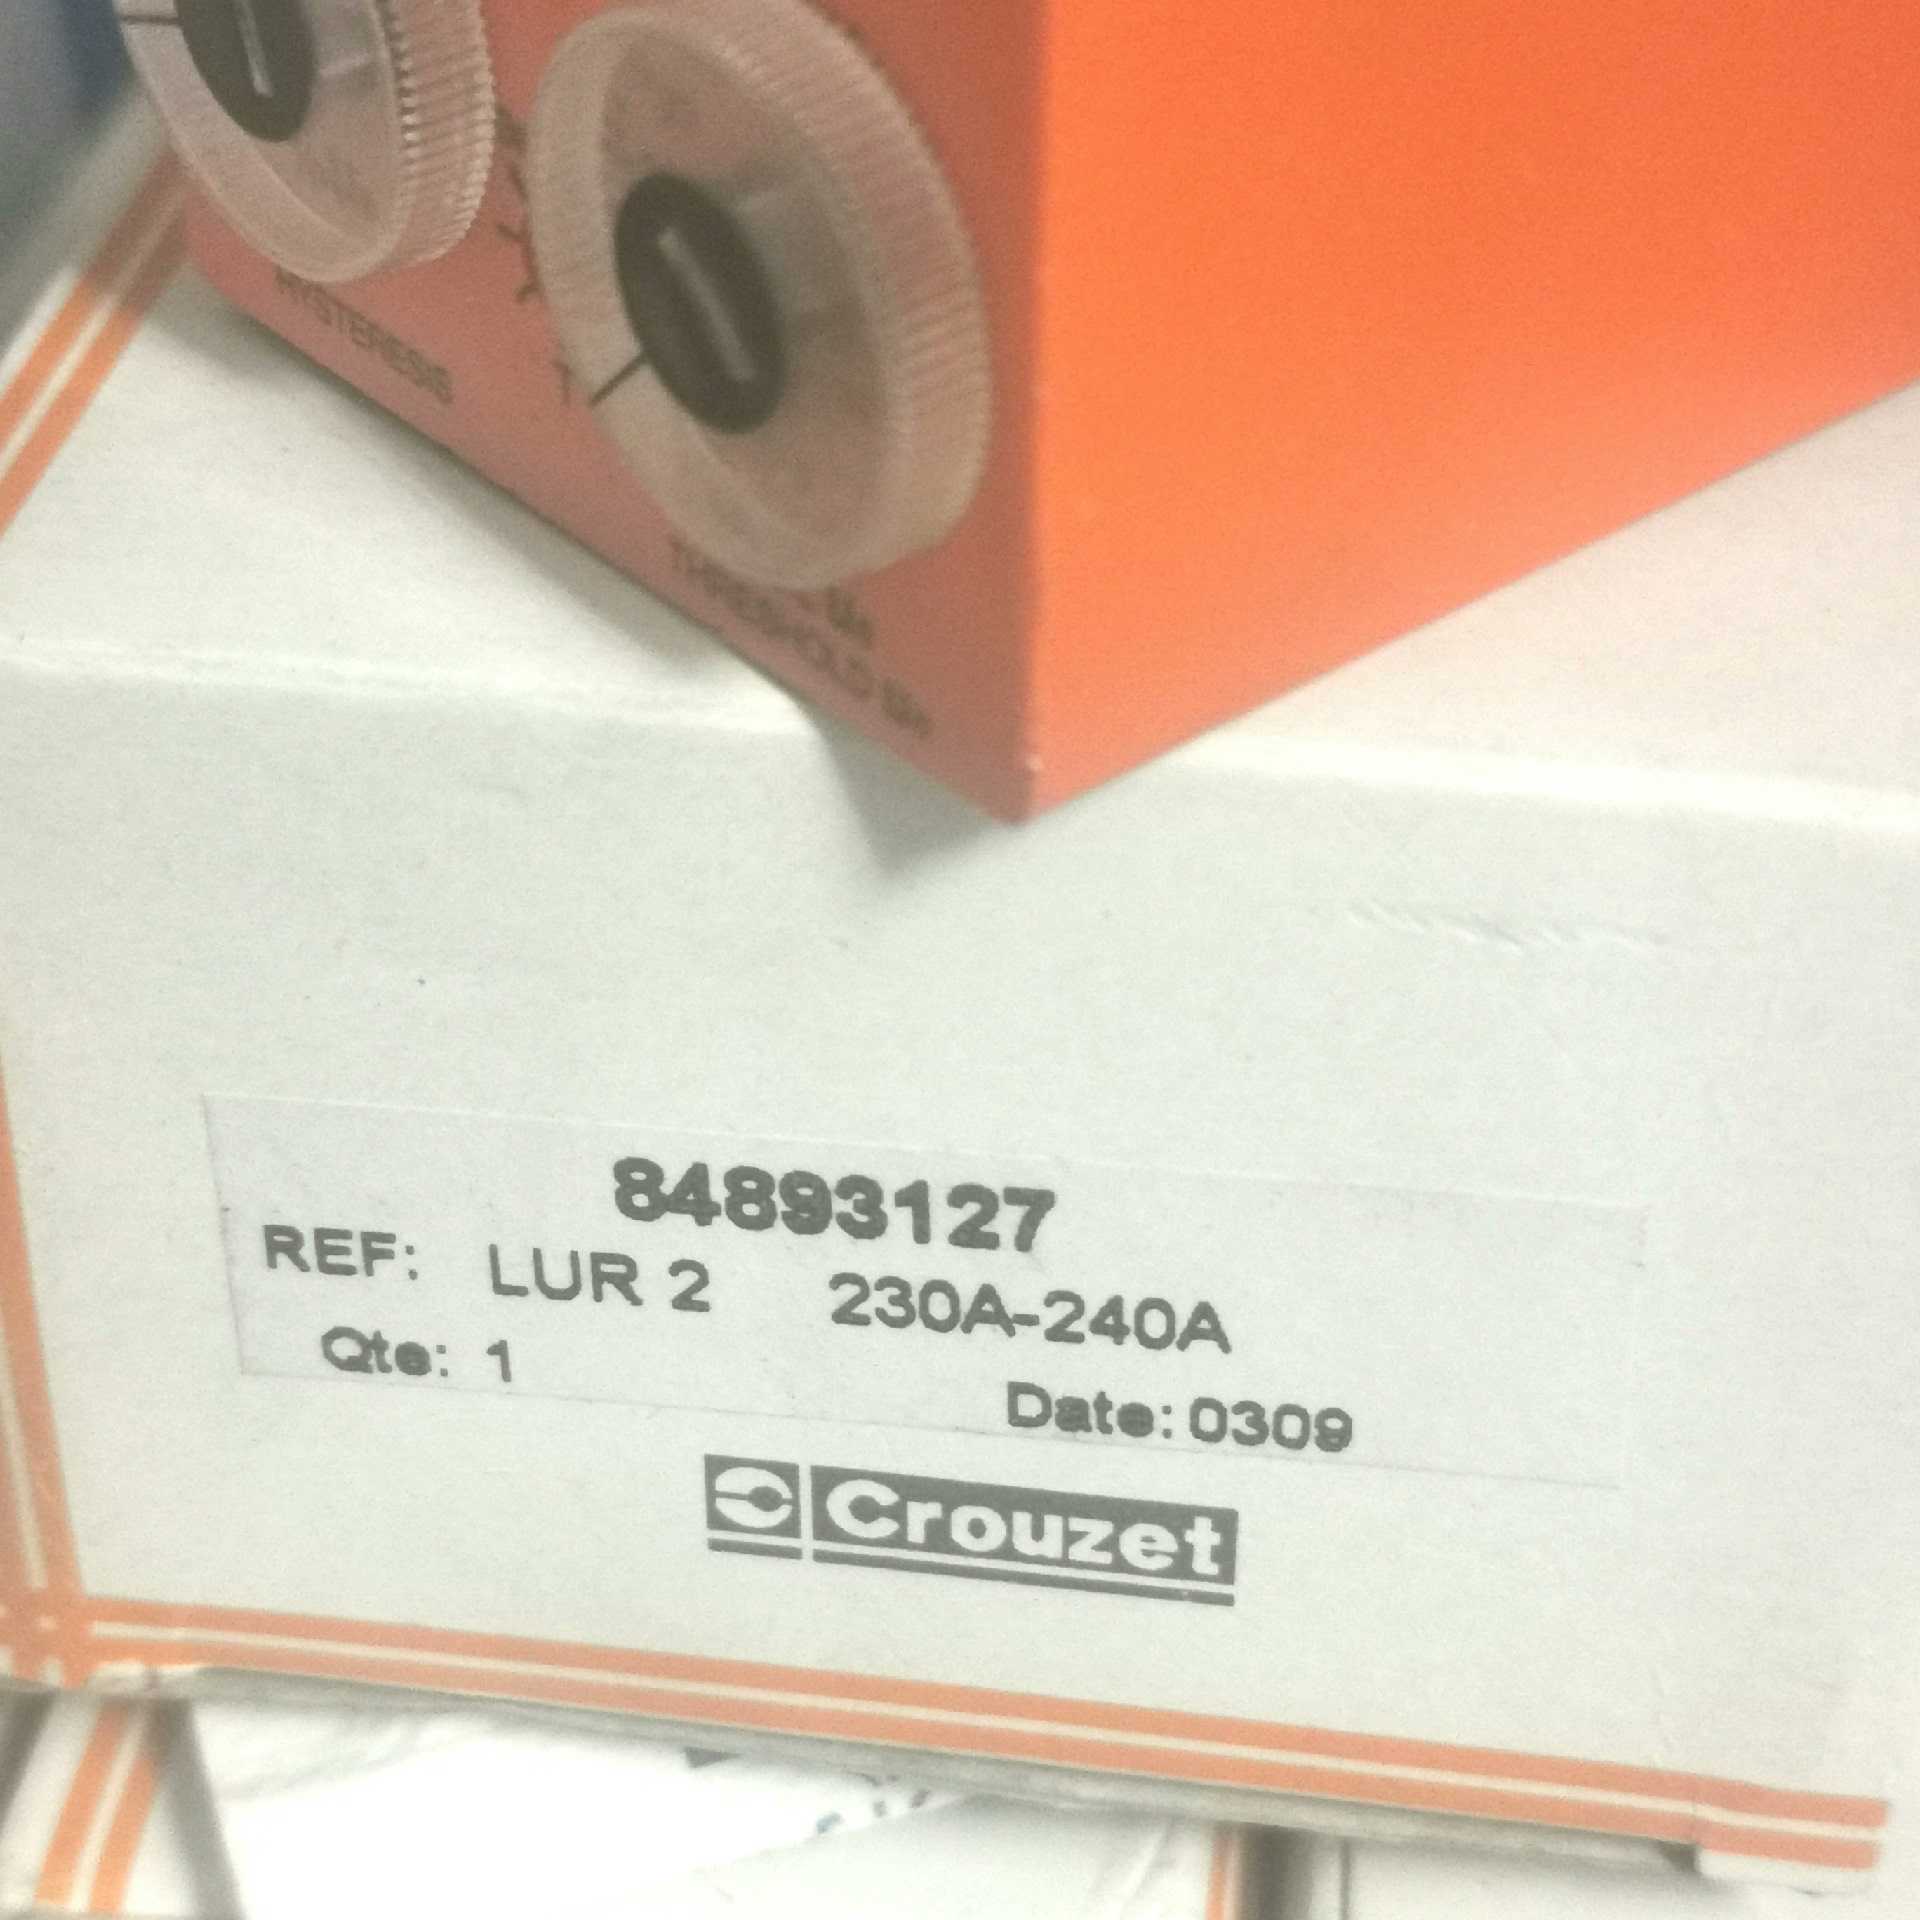 HYSTERESIS
THRESHOLD
84893127
REF: LUR 2 230A-240A
Qte: 1
Date: 0309
Crouzet